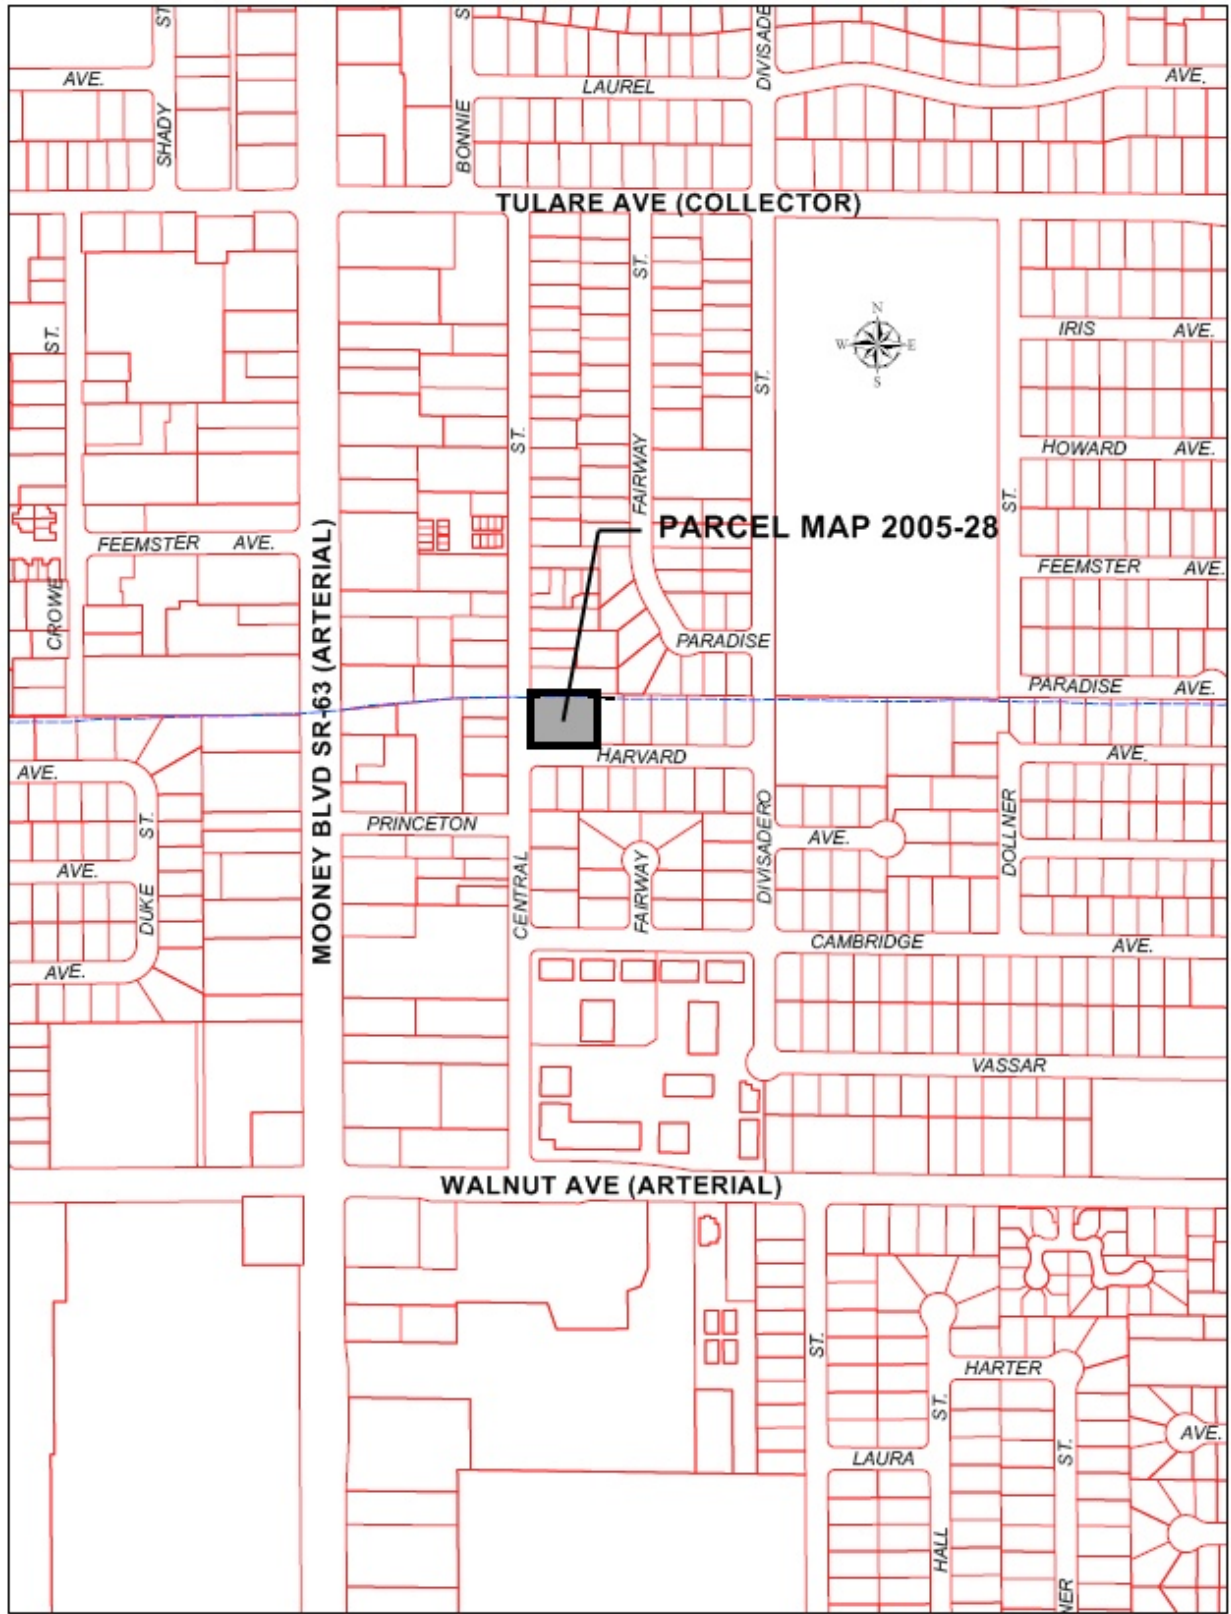 ST
S
DIVISADE
AVE.
LAUREL
AVE.
SHADY
BONNIE
TULARE AVE (COLLECTOR)
ST.
N
W E
S
ST.
IRIS AVE.
ST.
ST.
FAIRWAY
HOWARD AVE.
ST.
PARCEL MAP 2005-28
FEEMSTER AVE.
FEEMSTER AVE.
CROWE
PARADISE
PARADISE AVE.
MOONEY BLVD SR-63 (ARTERIAL)
HARVARD
AVE.
AVE.
ST.
PRINCETON
DIVISADERO
AVE.
DOLLNER
AVE.
DUKE
CENTRAL
FAIRWAY
CAMBRIDGE AVE.
AVE.
VASSAR
WALNUT AVE (ARTERIAL)
ST.
HARTER
ST.
AVE.
ST.
LAURA
HALL
NER